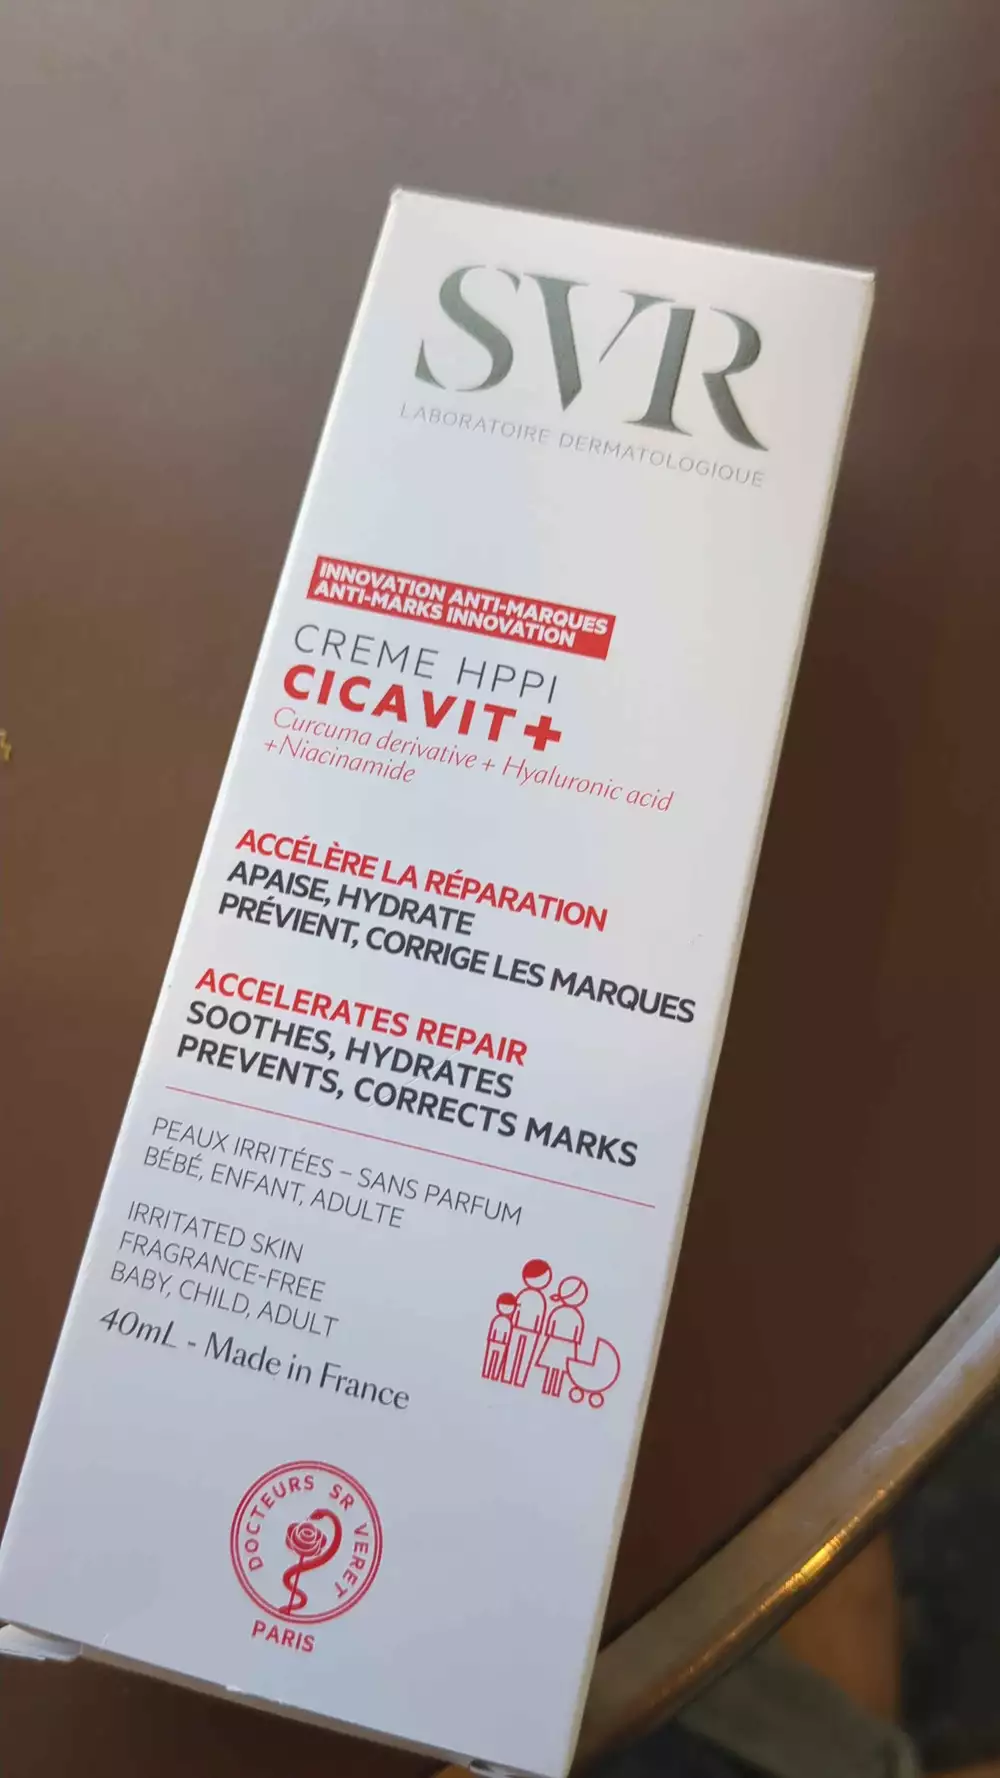 SVR
LABORATOIRE DERMATOLOGIQUE
INNOVATION ANTI-MARQUES
ANTI-MARKS INNOVATION
CREME HPPI
CICAVIT+
Curcuma derivative + Hyaluronic acid
+Niacinamide
ACCÉLÈRE LA RÉPARATION
APAISE, HYDRATE
PRÉVIENT, CORRIGE LES MARQUES
ACCELERATES REPAIR
SOOTHES, HYDRATES
PREVENTS, CORRECTS MARKS
PEAUX IRRITÉES – SANS PARFUM
BÉBÉ, ENFANT, ADULTE
IRRITATED SKIN
FRAGRANCE-FREE
BABY, CHILD, ADULT
40mL - Made in France
DOCTEURS SR VERET
PARIS